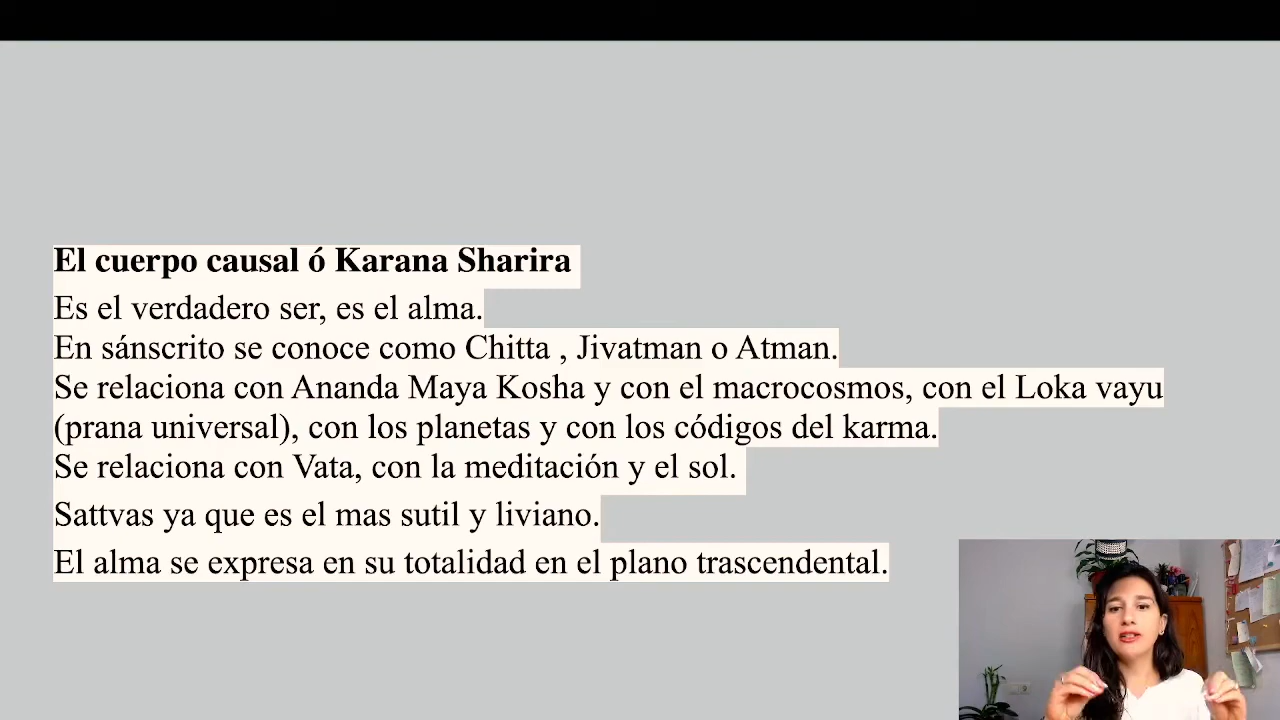 El cuerpo causal ó Karana Sharira
Es el verdadero ser, es el alma.
En sánscrito se conoce como Chitta , Jivatman o Atman.
Se relaciona con Ananda Maya Kosha y con el macrocosmos, con el Loka vayu
(prana universal), con los planetas y con los códigos del karma.
Se relaciona con Vata, con la meditación y el sol.
Sattvas ya que es el mas sutil y liviano.
El alma se expresa en su totalidad en el plano trascendental.